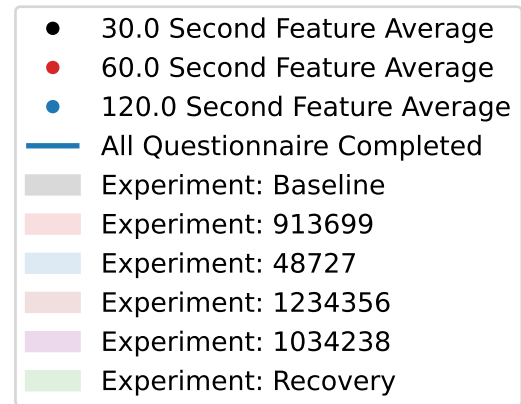 30.0 Second Feature Average
60.0 Second Feature Average
120.0 Second Feature Average
All Questionnaire Completed
Experiment: Baseline
Experiment: 913699
Experiment: 48727
Experiment: 1234356
Experiment: 1034238
Experiment: Recovery